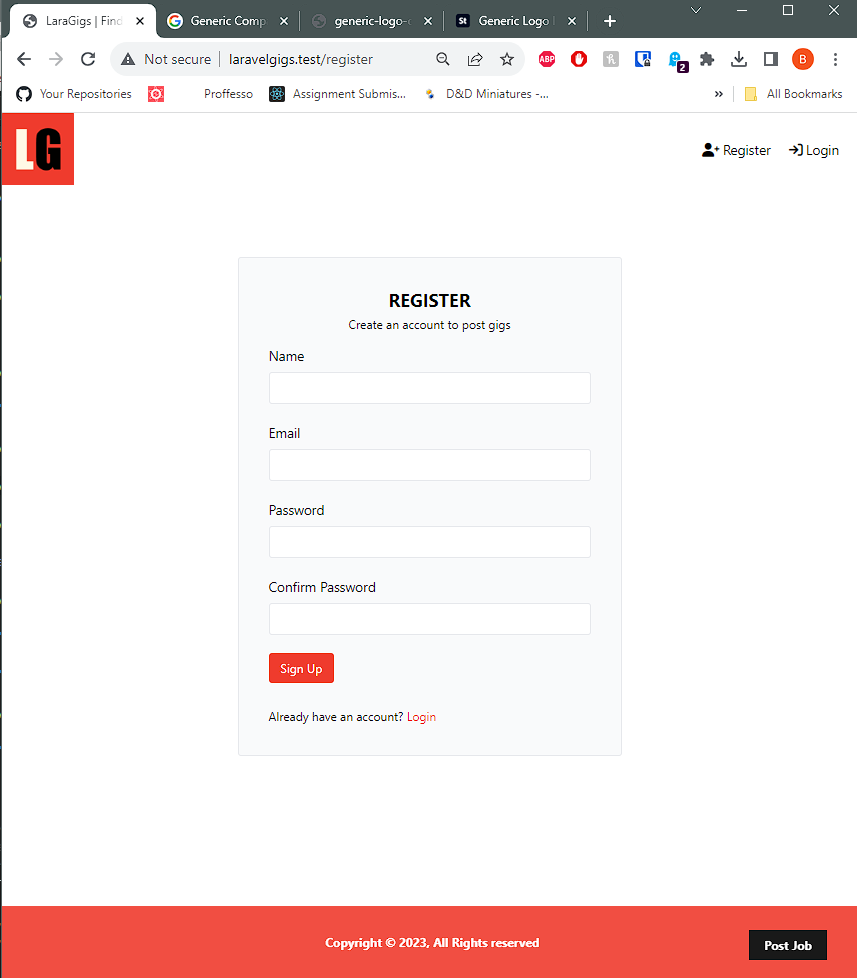 LaraGigs | Find
Generic Comp
generic-logo-
Generic Logo
Not secure
laravelgigs.test/register
ABP
2
B
Your Repositories
Proffesso
Assignment Submis...
D&D Miniatures -...
»
All Bookmarks
LG
Register
Login
REGISTER
Create an account to post gigs
Name
Email
Password
Confirm Password
Sign Up
Already have an account? Login
Copyright © 2023, All Rights reserved
Post Job